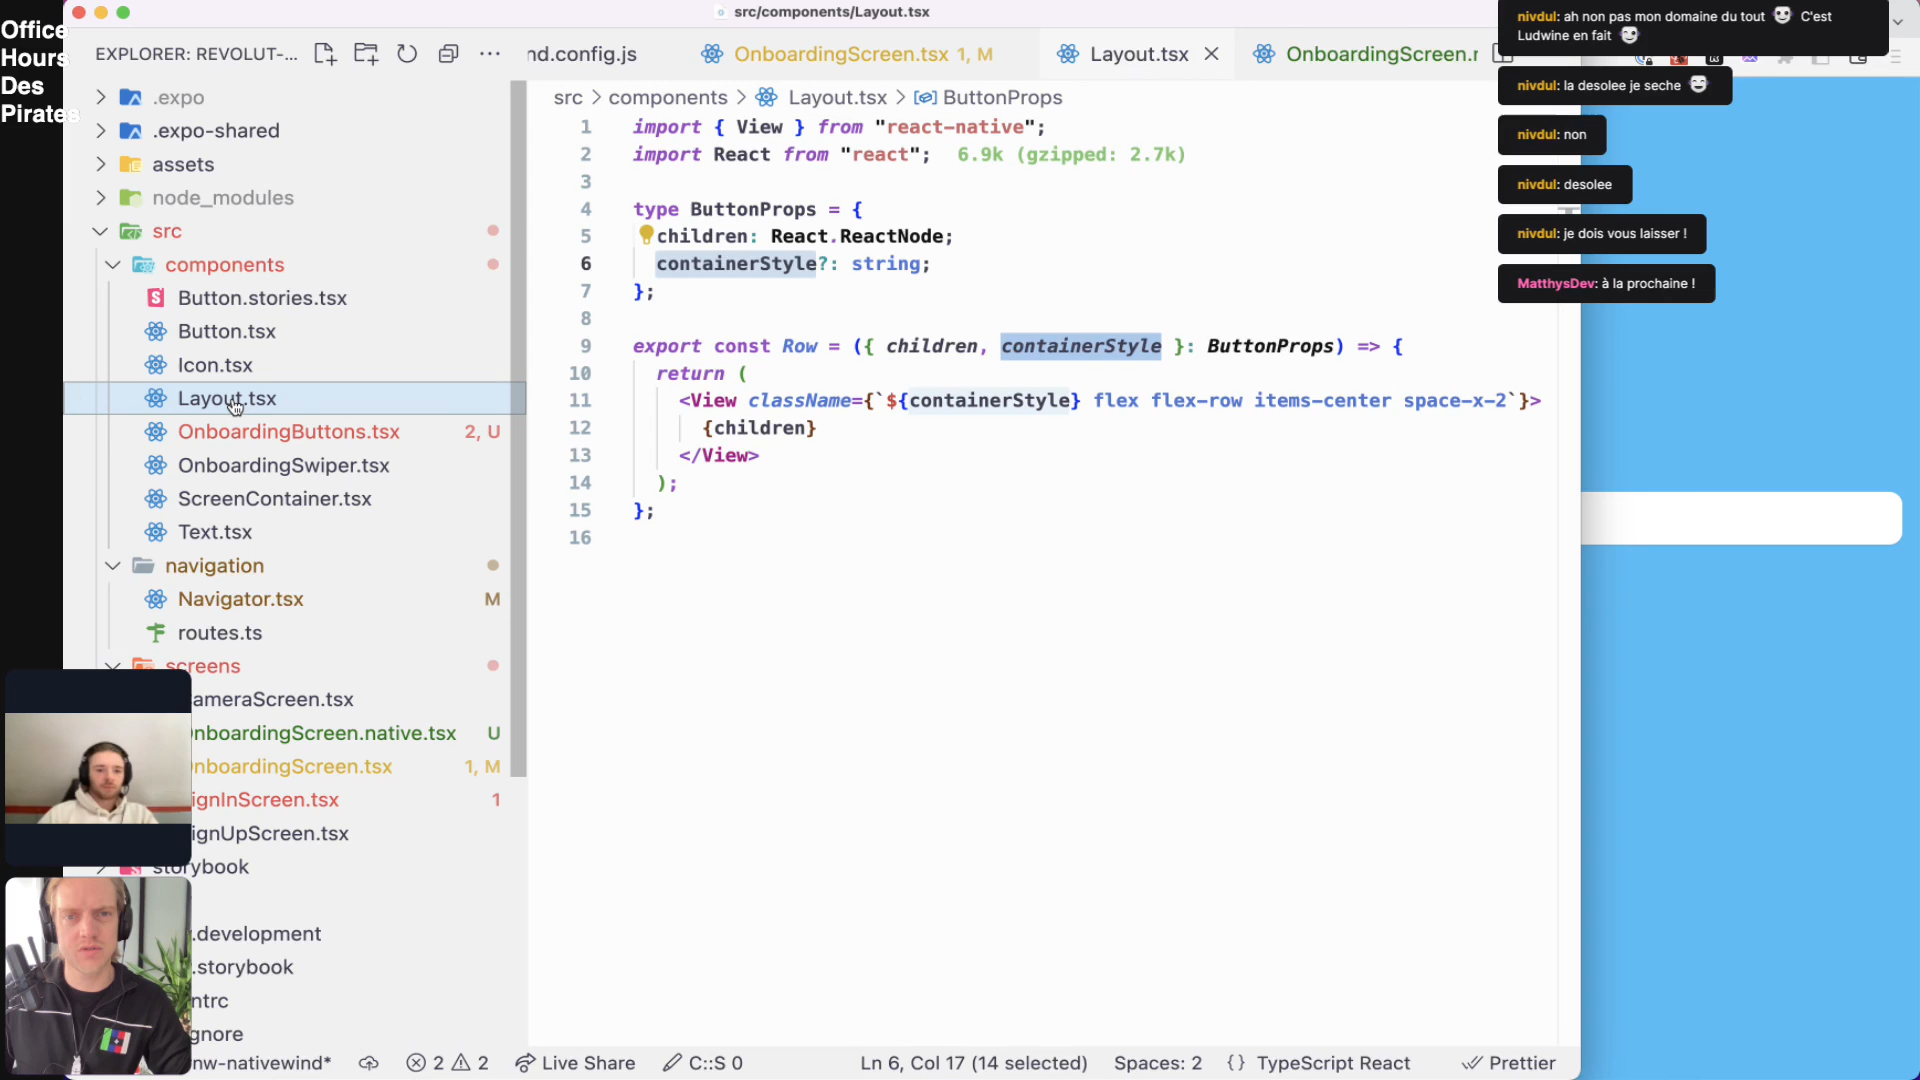 Office
Hours
Des
Pirates
src/components/Layout.tsx
EXPLORER: REVOLUT-...
nd.config.js
OnboardingScreen.tsx 1, M
Layout.tsx
OnboardingScreen.r
src > components > Layout.tsx > ButtonProps
.expo
.expo-shared
assets
node_modules
src
components
Button.stories.tsx
Button.tsx
Icon.tsx
Layout.tsx
OnboardingButtons.tsx 2, U
OnboardingSwiper.tsx
ScreenContainer.tsx
Text.tsx
navigation
Navigator.tsx M
routes.ts
screens
ameraScreen.tsx
nboardingScreen.native.tsx U
nboardingScreen.tsx 1, M
ignInScreen.tsx 1
ignUpScreen.tsx
storybook
.development
.storybook
ntrc
gnore
1 import { View } from "react-native";
2 import React from "react"; 6.9k (gzipped: 2.7k)
3
4 type ButtonProps = {
5 children: React.ReactNode;
6 containerStyle?: string;
7 };
8
9 export const Row = ({ children, containerStyle }: ButtonProps) => {
10 return (
11 <View className={`${containerStyle} flex flex-row items-center space-x-2`}>
12 {children}
13 </View>
14 );
15 };
16
nivdul: ah non pas mon domaine du tout C'est
Ludwine en fait
nivdul: la desolee je seche
nivdul: non
nivdul: desolee
nivdul: je dois vous laisser !
MatthysDev: à la prochaine !
nw-nativewind* 2 2 Live Share C::S 0 Ln 6, Col 17 (14 selected) Spaces: 2 {} TypeScript React Prettier